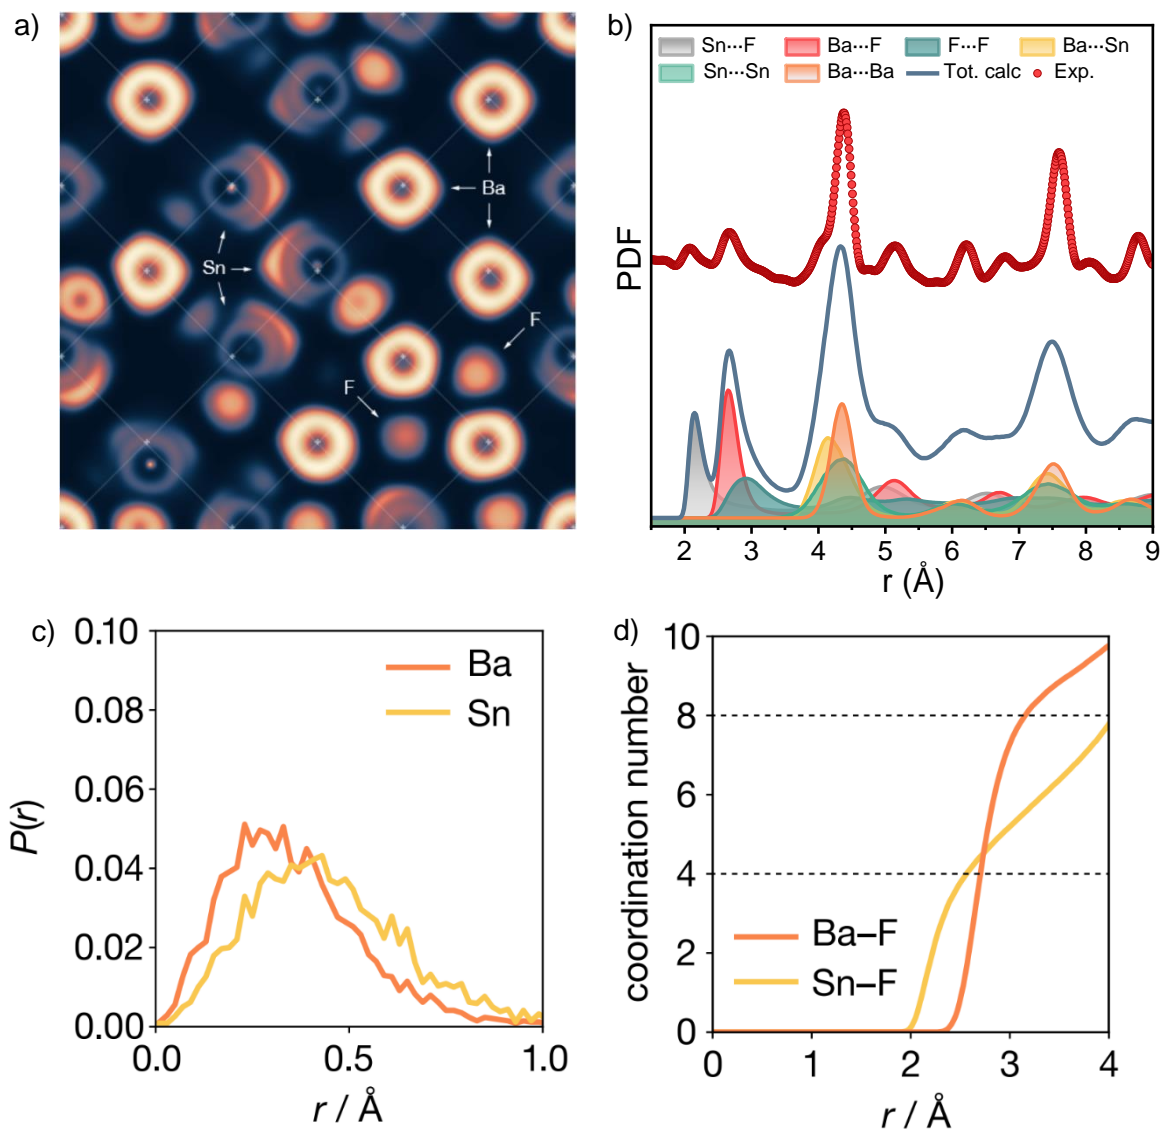 a)
Ba
Sn
F
F
b)
Sn···F Ba···F F···F Ba···Sn
Sn···Sn Ba···Ba Tot. calc Exp.
PDF
2 3 4 5 6 7 8 9
r (Å)
c)
0.10
0.08
0.06
0.04
0.02
0.00
P(r)
Ba
Sn
0.0 0.5 1.0
r / Å
d)
10
8
6
4
2
0
coordination number
Ba–F
Sn–F
0 1 2 3 4
r / Å